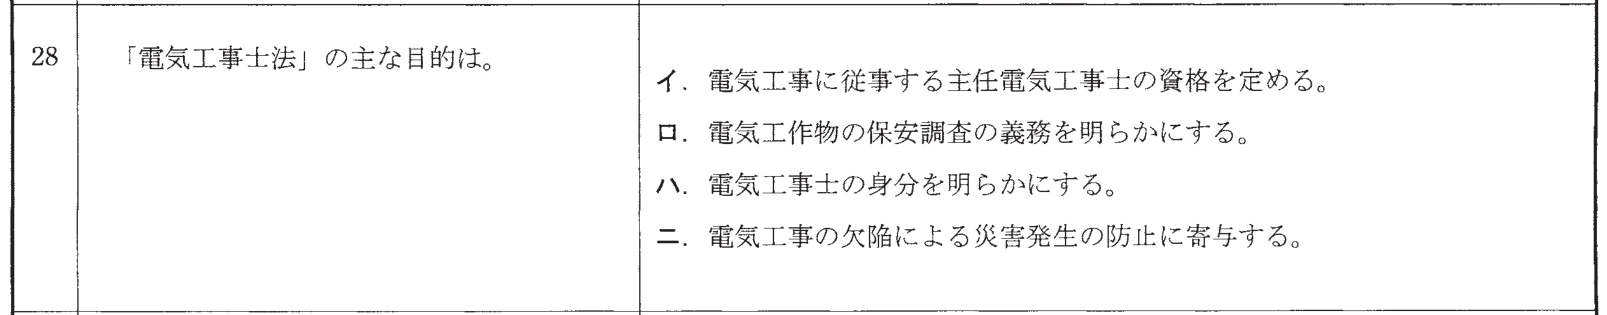 28 「電気工事士法」の主な目的は。
イ．電気工事に従事する主任電気工事士の資格を定める。
ロ．電気工作物の保安調査の義務を明らかにする。
ハ．電気工事士の身分を明らかにする。
ニ．電気工事の欠陥による災害発生の防止に寄与する。